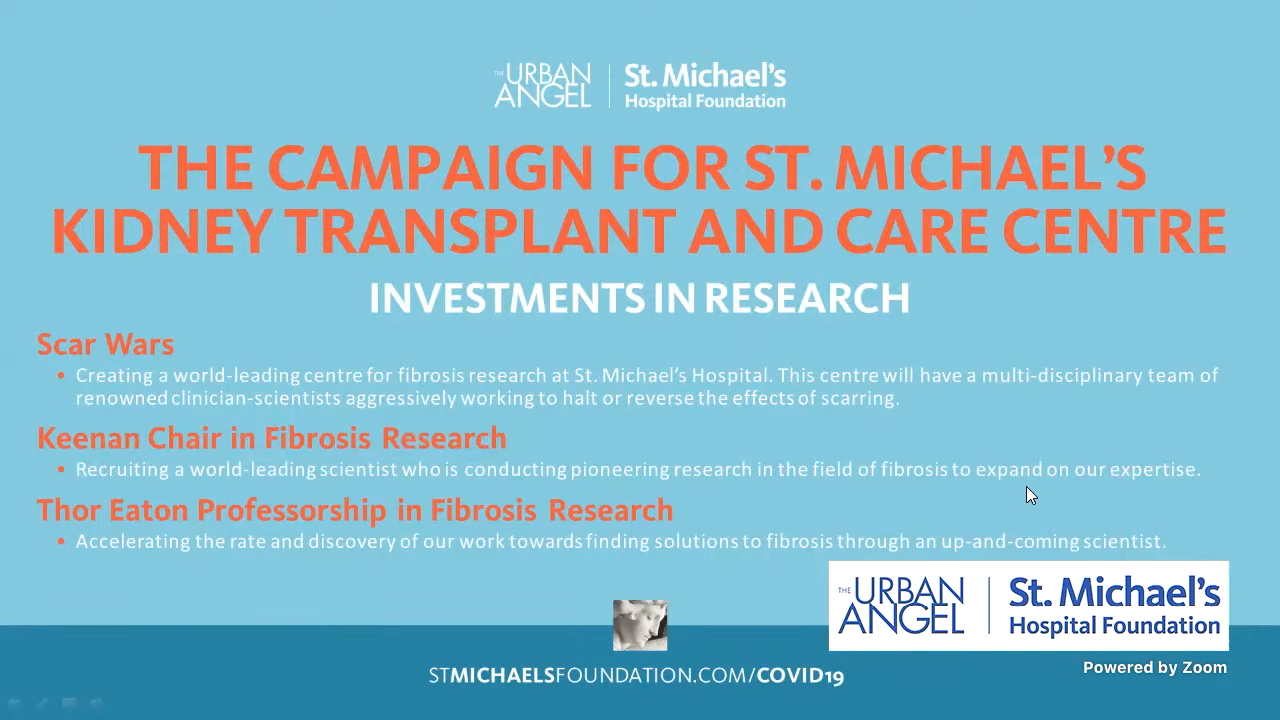 THE URBAN ANGEL
St. Michael's
Hospital Foundation
THE CAMPAIGN FOR ST. MICHAEL'S
KIDNEY TRANSPLANT AND CARE CENTRE
INVESTMENTS IN RESEARCH
Scar Wars
• Creating a world-leading centre for fibrosis research at St. Michael's Hospital. This centre will have a multi-disciplinary team of
renowned clinician-scientists aggressively working to halt or reverse the effects of scarring.
Keenan Chair in Fibrosis Research
• Recruiting a world-leading scientist who is conducting pioneering research in the field of fibrosis to expand on our expertise.
Thor Eaton Professorship in Fibrosis Research
• Accelerating the rate and discovery of our work towards finding solutions to fibrosis through an up-and-coming scientist.
THE URBAN ANGEL
St. Michael's
Hospital Foundation
Powered by Zoom
STMICHAELSFOUNDATION.COM/COVID19